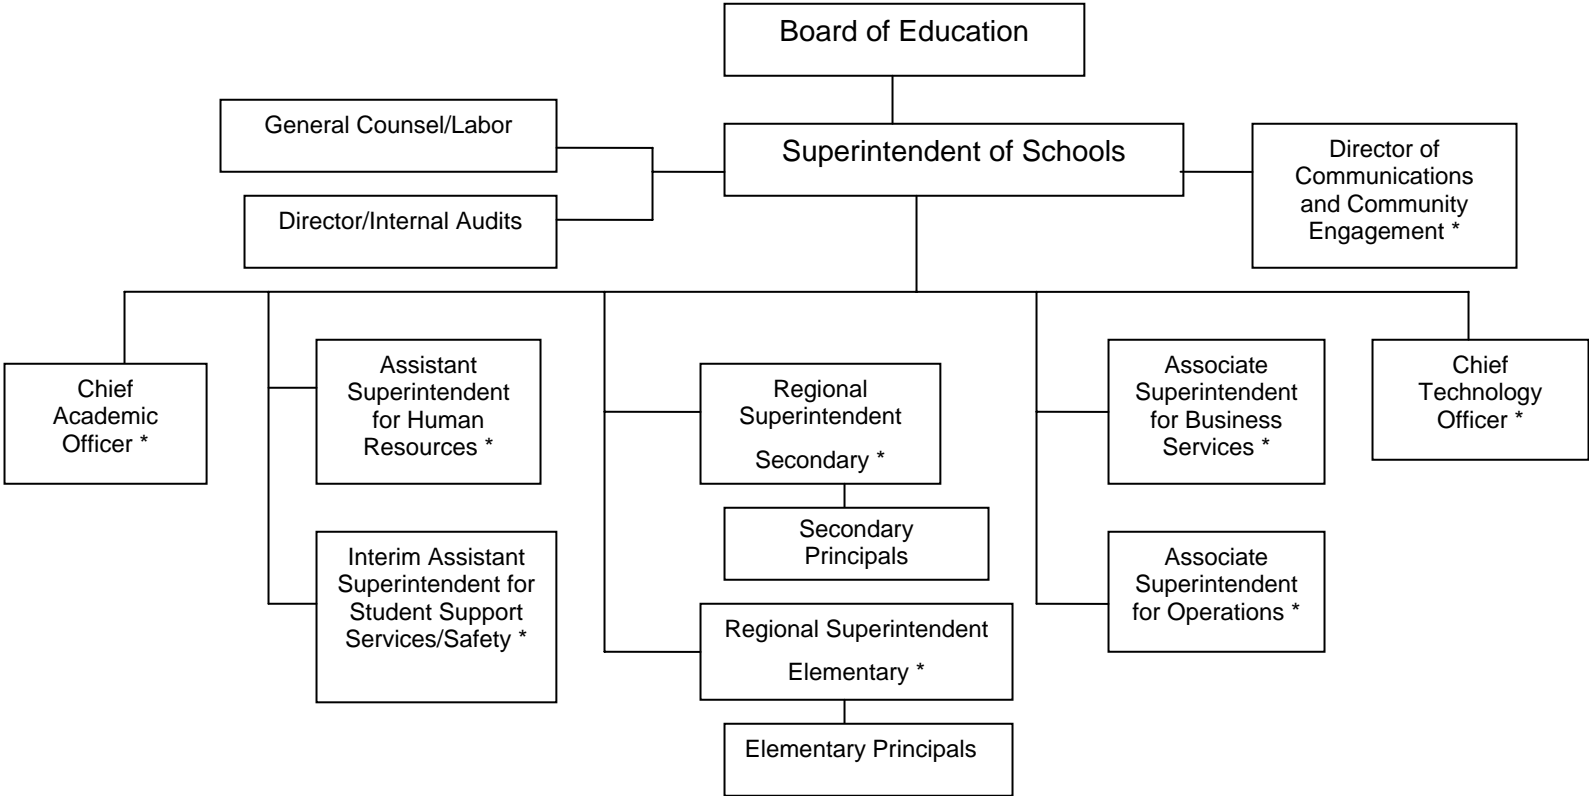 Board of Education
General Counsel/Labor
Superintendent of Schools
Director of
Communications
and Community
Engagement *
Director/Internal Audits
Chief
Academic
Officer *
Assistant
Superintendent
for Human
Resources *
Regional
Superintendent
Secondary *
Associate
Superintendent
for Business
Services *
Chief
Technology
Officer *
Secondary
Principals
Interim Assistant
Superintendent for
Student Support
Services/Safety *
Associate
Superintendent
for Operations *
Regional Superintendent
Elementary *
Elementary Principals